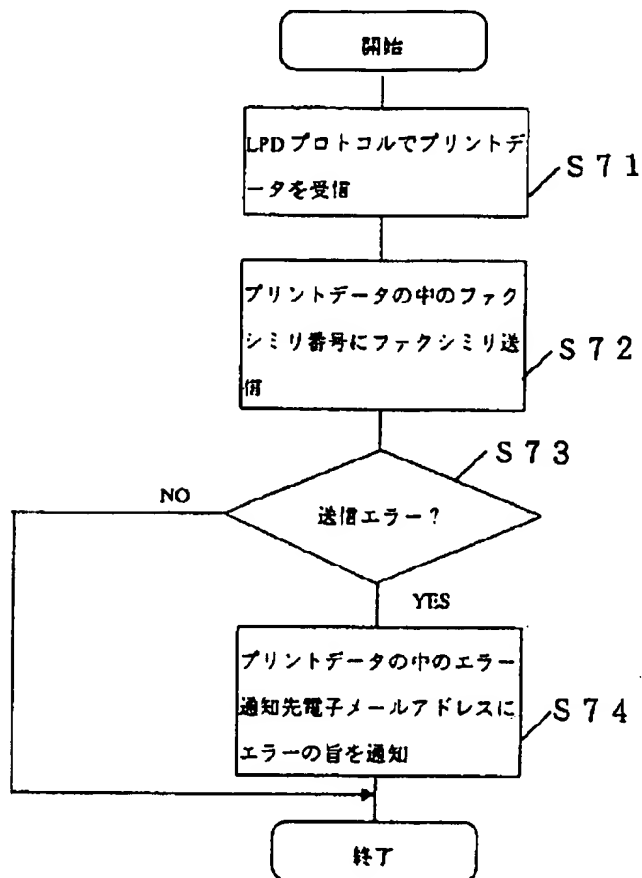 開始
LPDプロトコルでプリントデ
ータを受信
S71
プリントデータの中のファク
シミリ番号にファクシミリ送
信
S72
S73
送信エラー？
NO
YES
プリントデータの中のエラー
通知先電子メールアドレスに
エラーの旨を通知
S74
終了